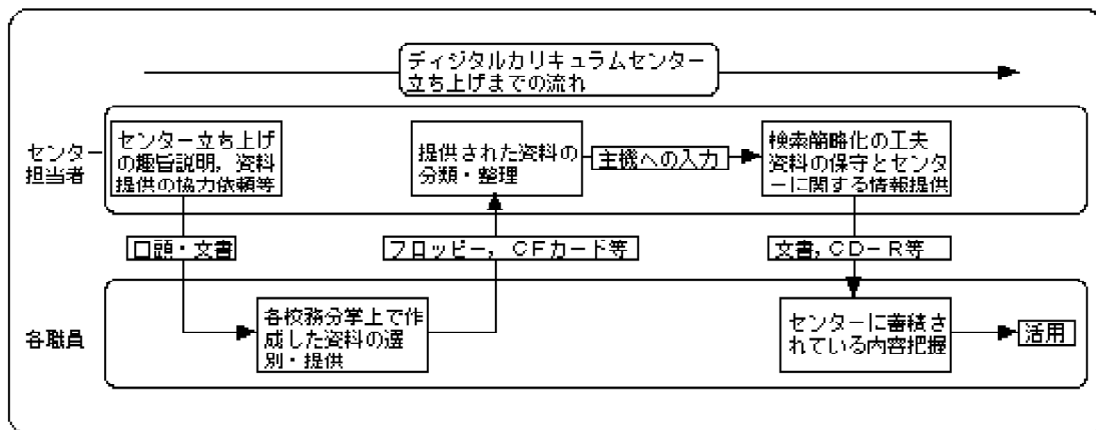 ディジタルカリキュラムセンター
立ち上げまでの流れ
センター
担当者
センター立ち上げ
の趣旨説明，資料
提供の協力依頼等
提供された資料の
分類・整理
主機への入力
検索簡略化の工夫
資料の保守とセンタ
ーに関する情報提供
口頭・文書
フロッピー，ＣＦカード等
文書，ＣＤ－Ｒ等
各職員
各校務分掌上で作
成した資料の選
別・提供
センターに蓄積さ
れている内容把握
活用